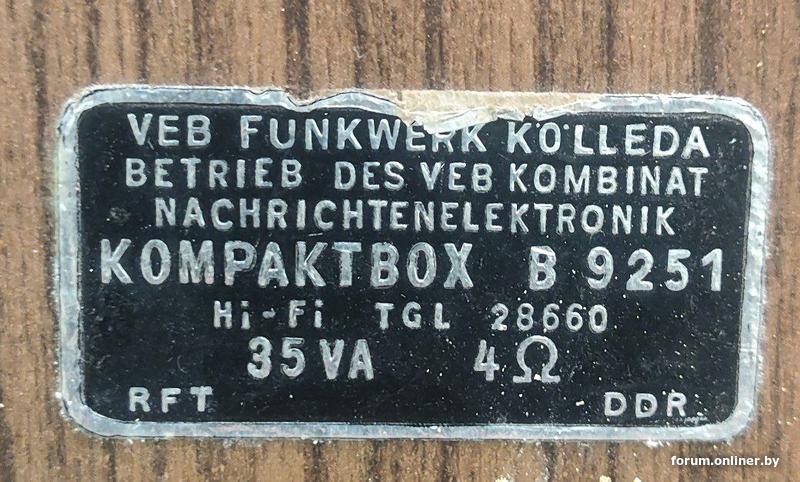 VEB FUNKWERK KÖLLEDA
BETRIEB DES VEB KOMBINAT
NACHRICHTENELEKTRONIK
KOMPAKTBOX B 9251
Hi-Fi TGL 28660
35 VA 4Ω
RFT DDR
forum.onliner.by